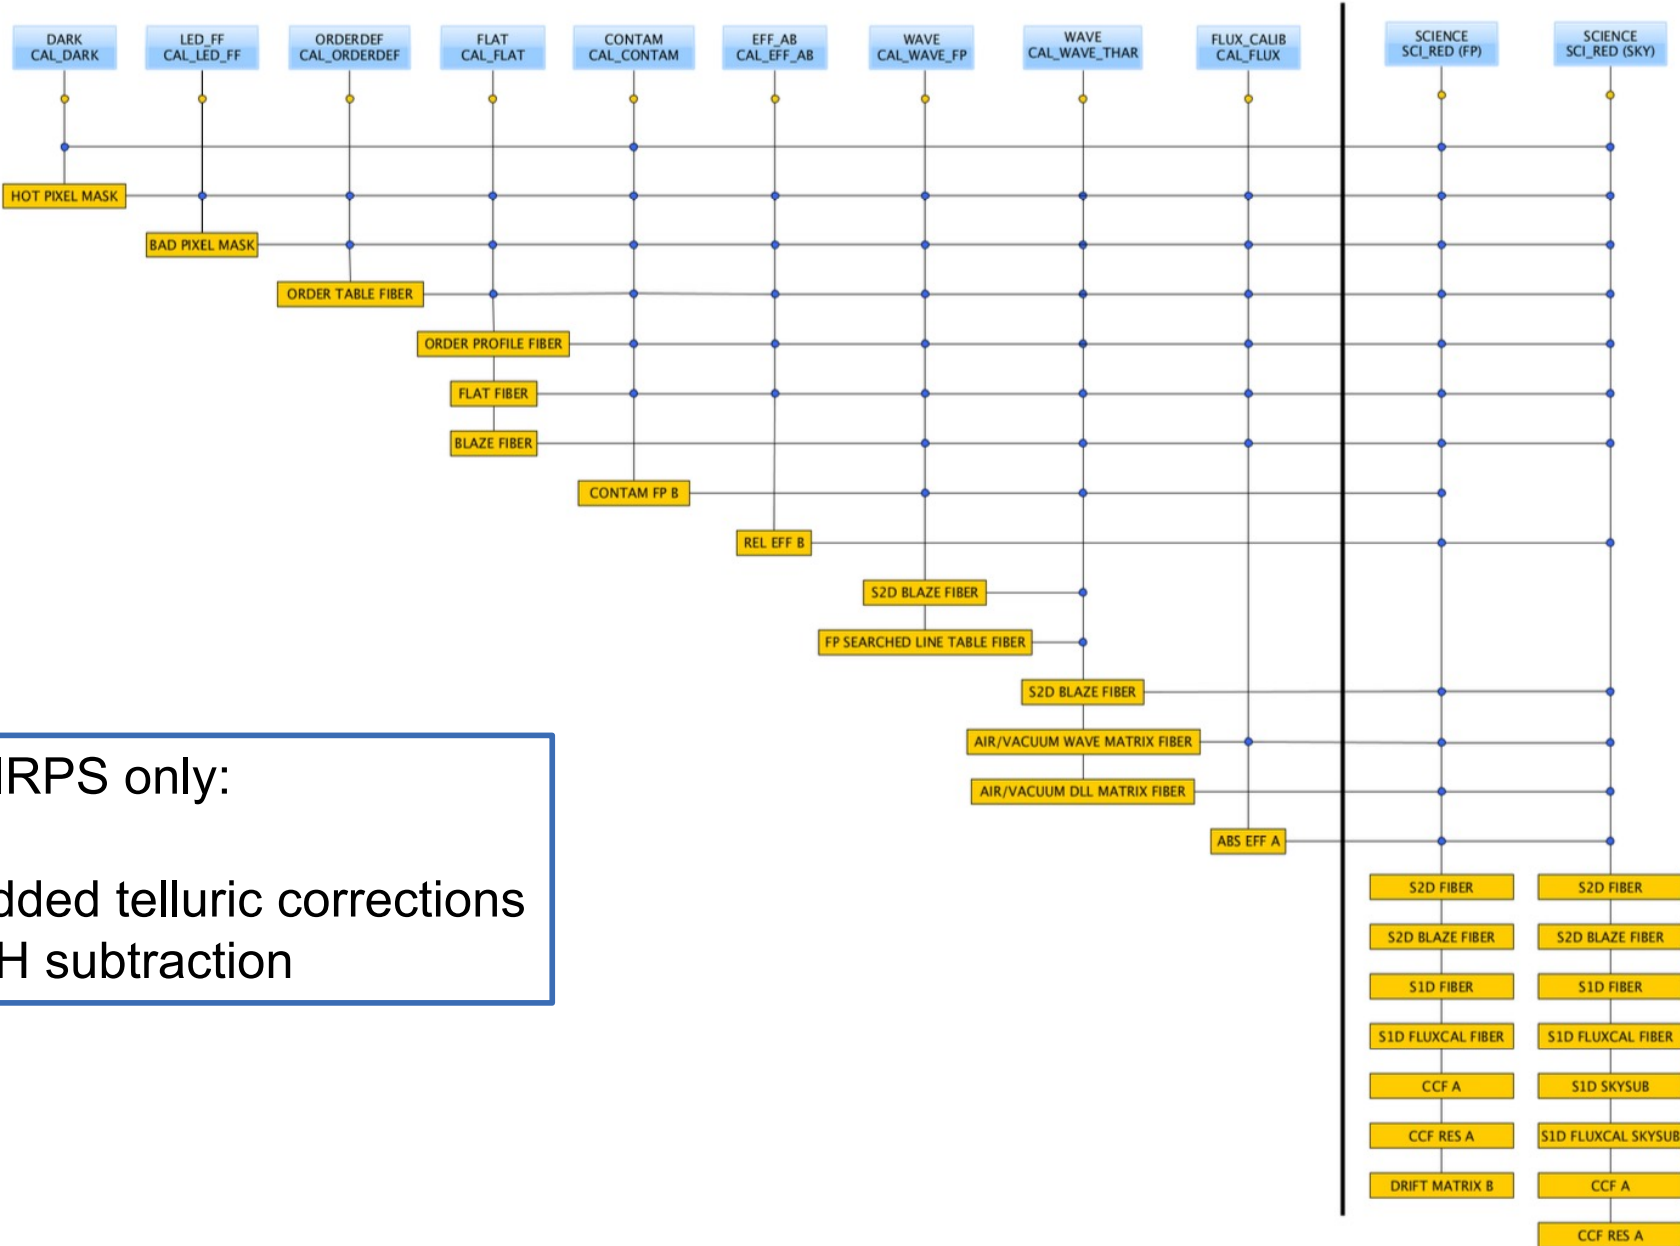 DARK
CAL_DARK
LED_FF
CAL_LED_FF
ORDERDEF
CAL_ORDERDEF
FLAT
CAL_FLAT
CONTAM
CAL_CONTAM
EFF_AB
CAL_EFF_AB
WAVE
CAL_WAVE_FP
WAVE
CAL_WAVE_THAR
FLUX_CALIB
CAL_FLUX
SCIENCE
SCI_RED (FP)
SCIENCE
SCI_RED (SKY)
HOT PIXEL MASK
BAD PIXEL MASK
ORDER TABLE FIBER
ORDER PROFILE FIBER
FLAT FIBER
BLAZE FIBER
CONTAM FP B
REL EFF B
S2D BLAZE FIBER
FP SEARCHED LINE TABLE FIBER
S2D BLAZE FIBER
AIR/VACUUM WAVE MATRIX FIBER
AIR/VACUUM DLL MATRIX FIBER
ABS EFF A
S2D FIBER
S2D BLAZE FIBER
S1D FIBER
S1D FLUXCAL FIBER
CCF A
CCF RES A
DRIFT MATRIX B
S2D FIBER
S2D BLAZE FIBER
S1D FIBER
S1D FLUXCAL FIBER
S1D SKYSUB
S1D FLUXCAL SKYSUB
CCF A
CCF RES A
IRPS only:
dded telluric corrections
H subtraction